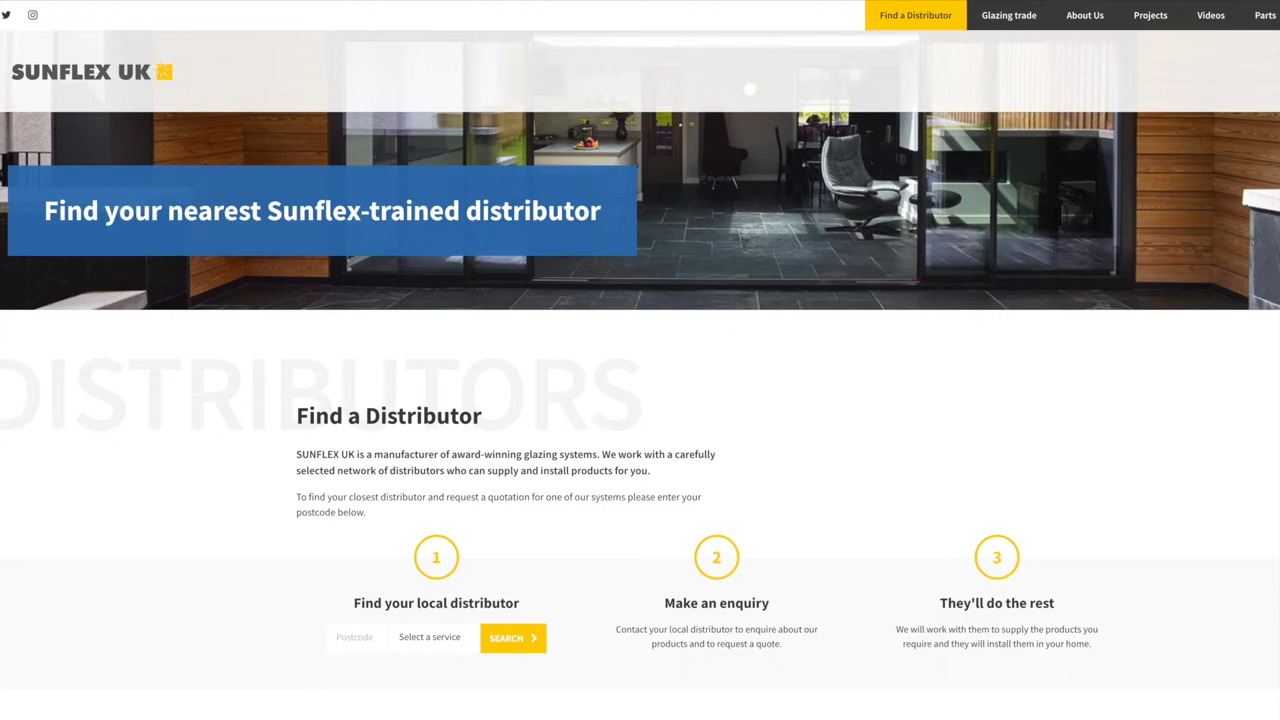 Find a Distributor
Glazing trade
About Us
Projects
Videos
Parts
SUNFLEX UK
Find your nearest Sunflex-trained distributor
DISTRIBUTORS
Find a Distributor
SUNFLEX UK is a manufacturer of award-winning glazing systems. We work with a carefully
selected network of distributors who can supply and install products for you.
To find your closest distributor and request a quotation for one of our systems please enter your
postcode below.
1
Find your local distributor
Postcode
Select a service
SEARCH
2
Make an enquiry
Contact your local distributor to enquire about our
products and to request a quote.
3
They'll do the rest
We will work with them to supply the products you
require and they will install them in your home.